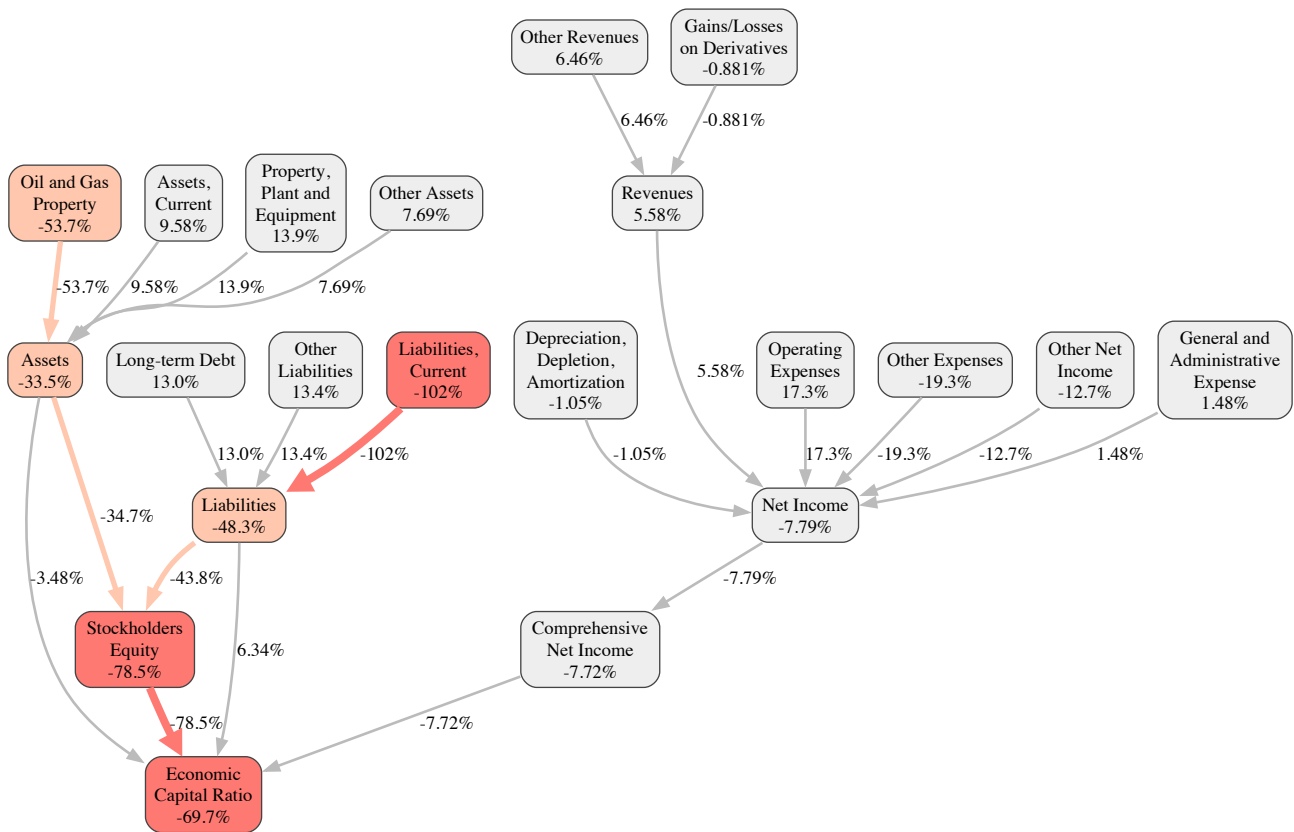 Other Revenues
6.46%
Gains/Losses
on Derivatives
-0.881%
6.46%
-0.881%
Oil and Gas
Property
-53.7%
Assets,
Current
9.58%
Property,
Plant and
Equipment
13.9%
Other Assets
7.69%
Revenues
5.58%
-53.7%
9.58%
13.9%
7.69%
Assets
-33.5%
Long-term Debt
13.0%
Other
Liabilities
13.4%
Liabilities,
Current
-102%
Depreciation,
Depletion,
Amortization
-1.05%
5.58%
Operating
Expenses
17.3%
Other Expenses
-19.3%
Other Net
Income
-12.7%
General and
Administrative
Expense
1.48%
13.0%
13.4%
-102%
-1.05%
17.3%
-19.3%
-12.7%
1.48%
-34.7%
Liabilities
-48.3%
Net Income
-7.79%
-3.48%
-43.8%
-7.79%
Stockholders
Equity
-78.5%
6.34%
Comprehensive
Net Income
-7.72%
-78.5%
-7.72%
Economic
Capital Ratio
-69.7%